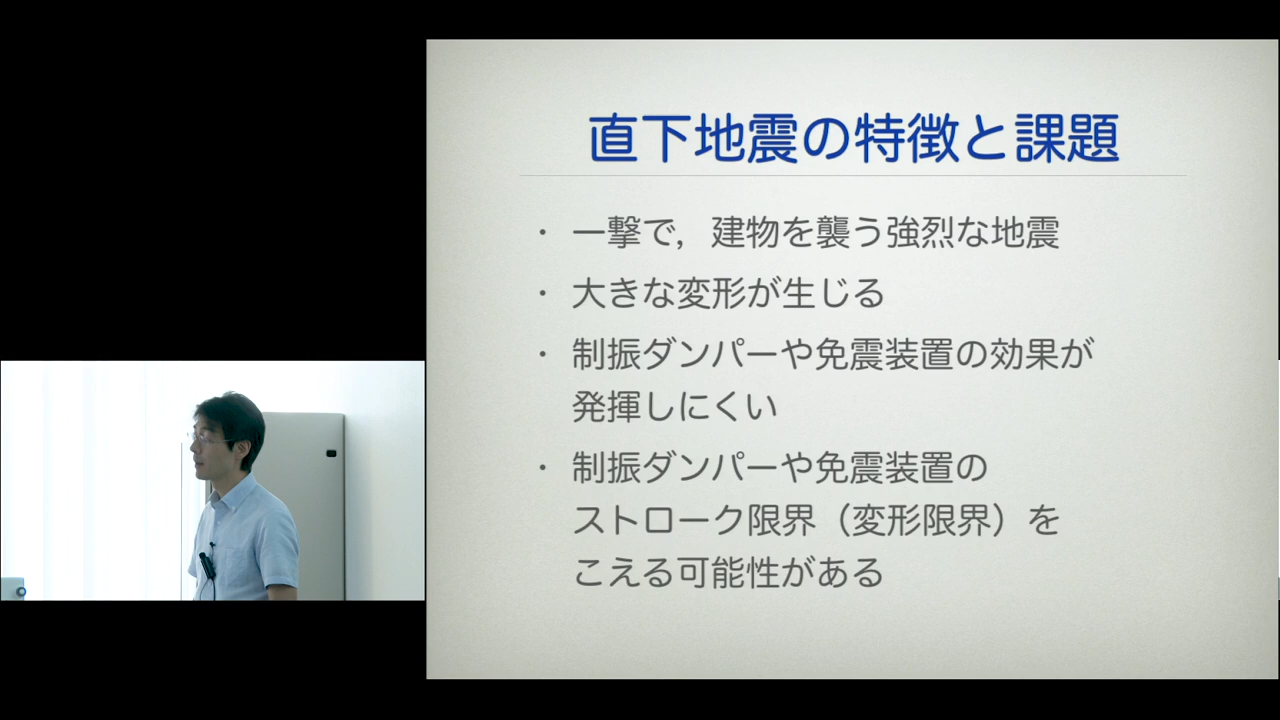 直下地震の特徴と課題
・ 一撃で，建物を襲う強烈な地震
・ 大きな変形が生じる
・ 制振ダンパーや免震装置の効果が
発揮しにくい
・ 制振ダンパーや免震装置の
ストローク限界（変形限界）を
こえる可能性がある